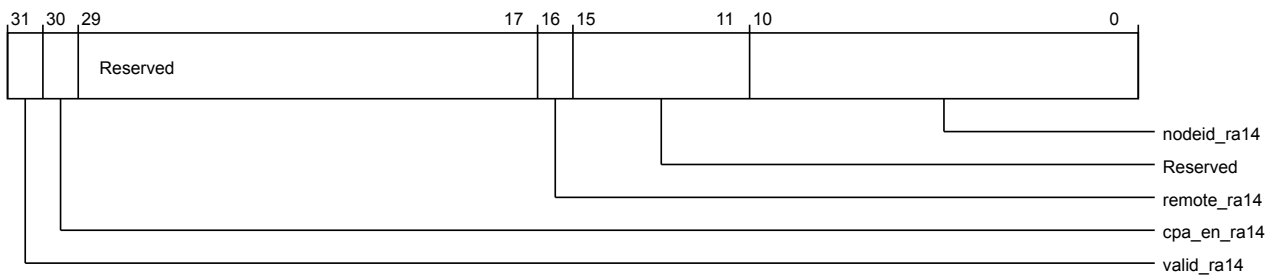 31 30 29 17 16 15 11 10 0
Reserved
nodeid_ra14
Reserved
remote_ra14
cpa_en_ra14
valid_ra14